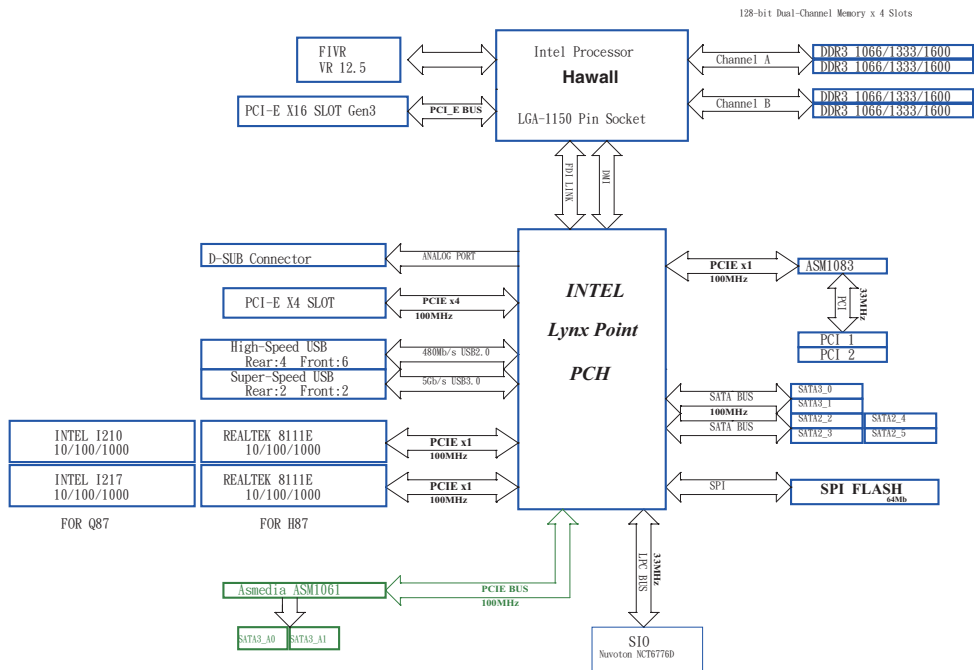 128-bit Dual-Channel Memory x 4 Slots
FIVR
VR 12.5
Intel Processor
Hawall
LGA-1150 Pin Socket
Channel A
DDR3 1066/1333/1600
DDR3 1066/1333/1600
PCI-E X16 SLOT Gen3
PCI_E BUS
Channel B
DDR3 1066/1333/1600
DDR3 1066/1333/1600
FDI LINK
DMI
D-SUB Connector
ANALOG PORT
INTEL
Lynx Point
PCH
PCIE x1
100MHz
ASM1083
PCI
33MHz
PCI 1
PCI 2
PCI-E X4 SLOT
PCIE x4
100MHz
High-Speed USB
Rear:4 Front:6
480Mb/s USB2.0
Super-Speed USB
Rear:2 Front:2
5Gb/s USB3.0
SATA BUS
100MHz
SATA BUS
SATA3_0
SATA3_1
SATA2_2
SATA2_4
SATA2_3
SATA2_5
INTEL I210
10/100/1000
REALTEK 8111E
10/100/1000
PCIE x1
100MHz
INTEL I217
10/100/1000
REALTEK 8111E
10/100/1000
PCIE x1
100MHz
SPI
SPI FLASH
64Mb
FOR Q87
FOR H87
LPC BUS
33MHz
Asmedia ASM1061
PCIE BUS
100MHz
SATA3_A0
SATA3_A1
SIO
Nuvoton NCT6776D